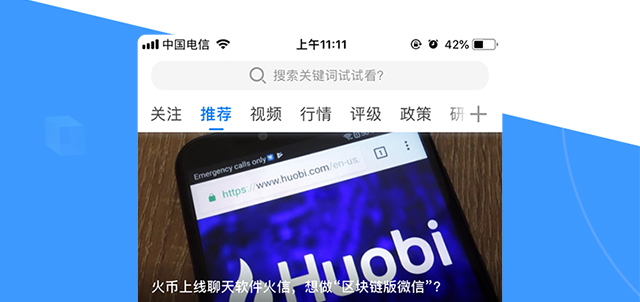 中国电信 上午11:11 42%
搜索关键词试试看?
关注 推荐 视频 行情 评级 政策 研
Emergency calls only
1
https://www.huobi.com/en-us
Huobi
火币上线聊天软件火信，想做“区块链版微信”?